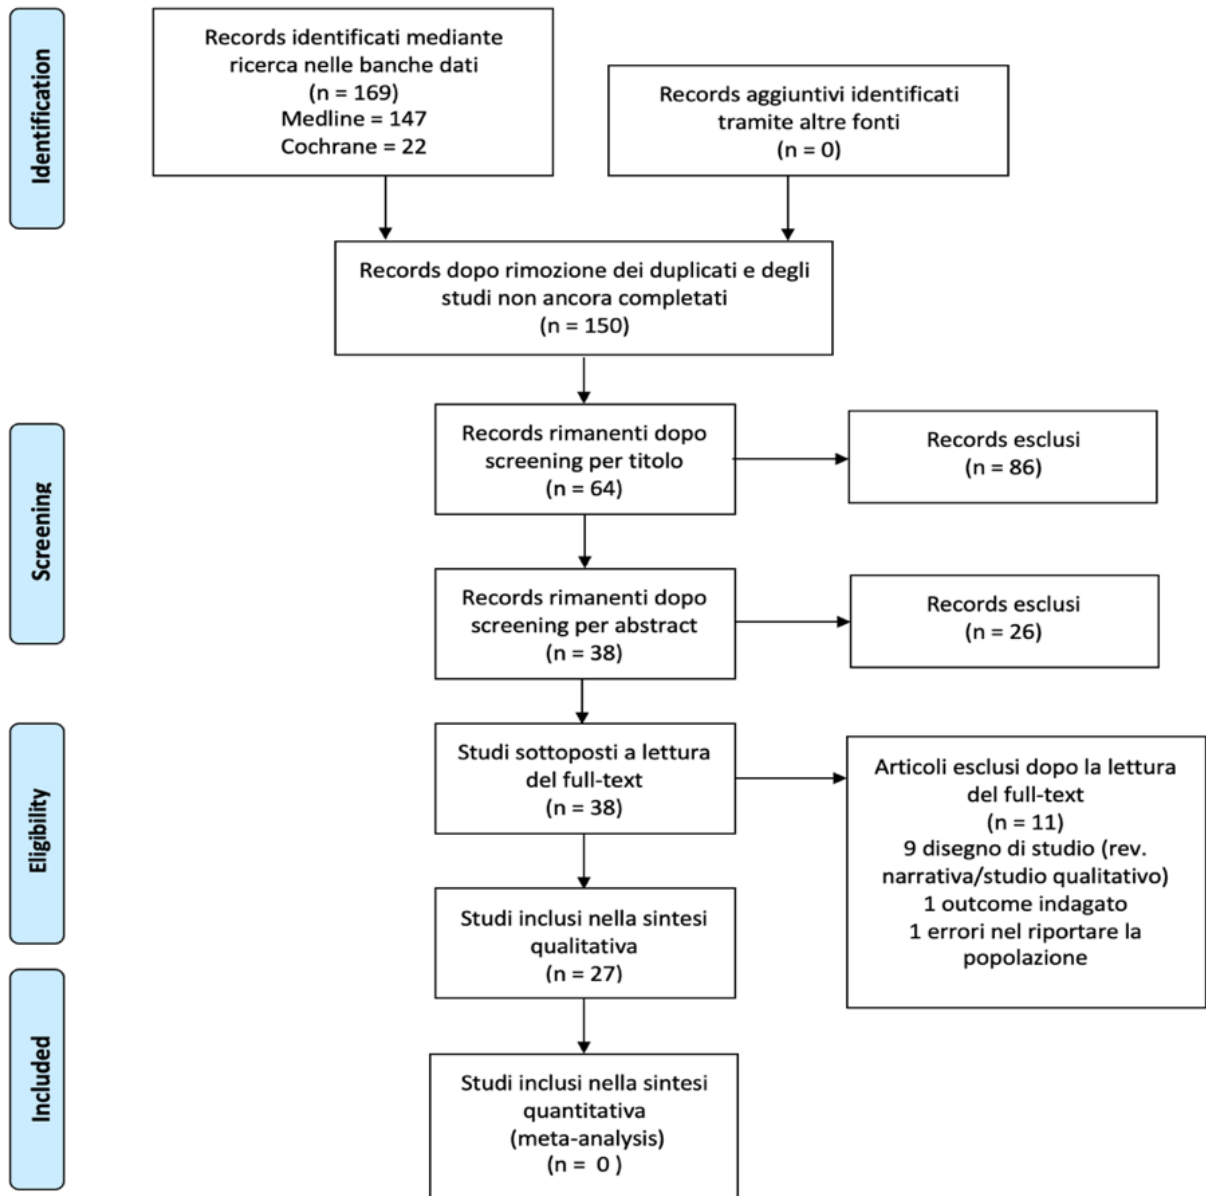 Identification
Records identificati mediante
ricerca nelle banche dati
(n = 169)
Medline = 147
Cochrane = 22
Records aggiuntivi identificati
tramite altre fonti
(n = 0)
Records dopo rimozione dei duplicati e degli
studi non ancora completati
(n = 150)
Screening
Records rimanenti dopo
screening per titolo
(n = 64)
Records esclusi
(n = 86)
Records rimanenti dopo
screening per abstract
(n = 38)
Records esclusi
(n = 26)
Eligibility
Studi sottoposti a lettura
del full-text
(n = 38)
Articoli esclusi dopo la lettura
del full-text
(n = 11)
9 disegno di studio (rev.
narrativa/studio qualitativo)
1 outcome indagato
1 errori nel riportare la
popolazione
Studi inclusi nella sintesi
qualitativa
(n = 27)
Included
Studi inclusi nella sintesi
quantitativa
(meta-analysis)
(n =  0 )